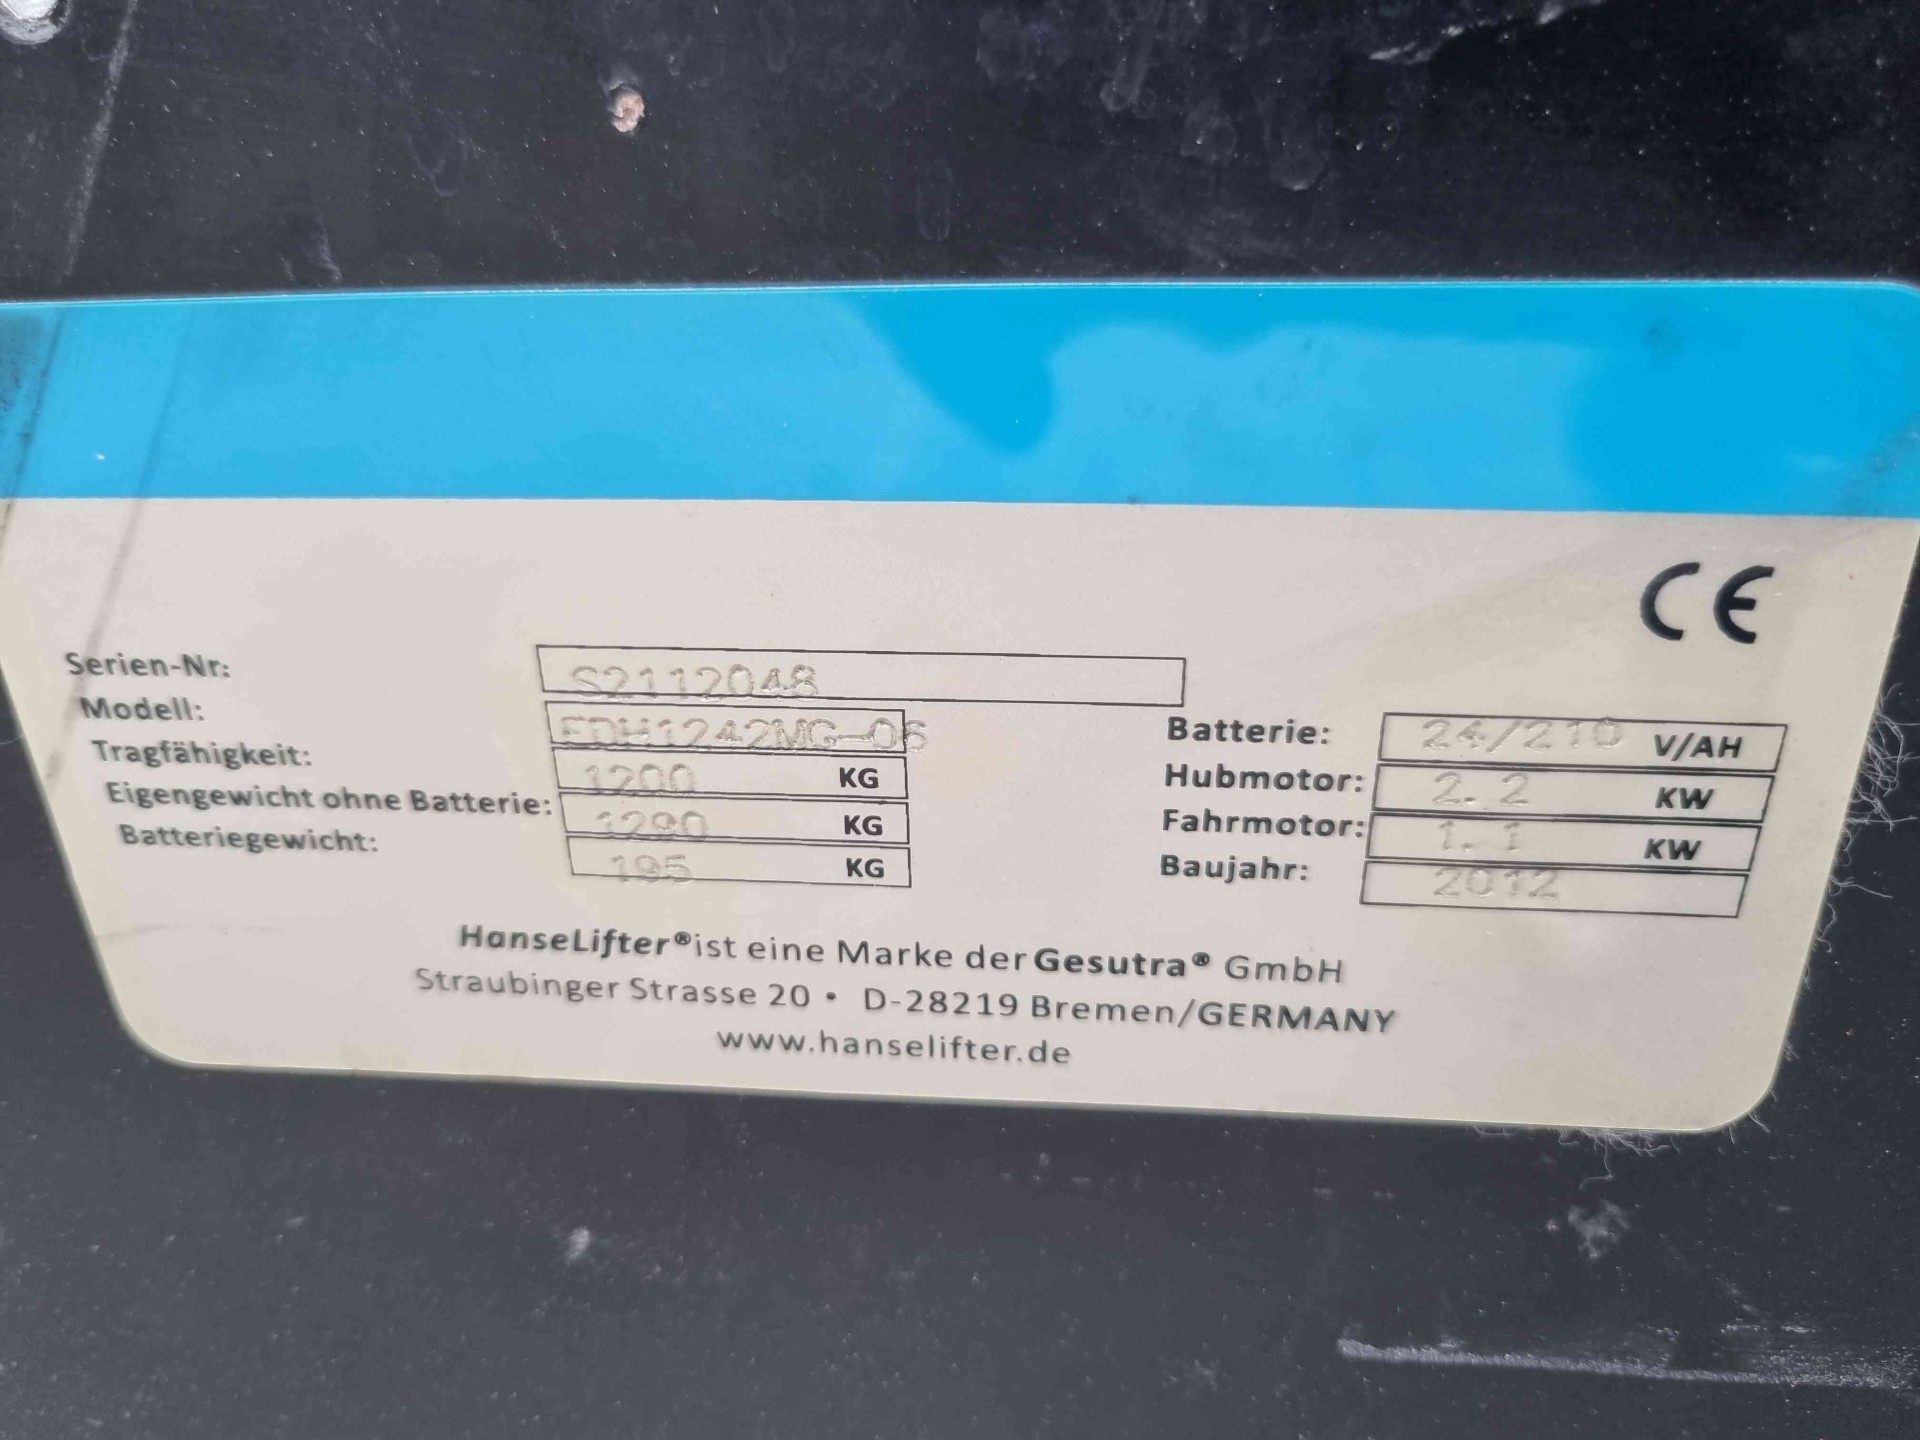 CE
Serien-Nr: S2112048
Modell: EDH1242MG-06
Tragfähigkeit: 1200 KG
Eigengewicht ohne Batterie: 1290 KG
Batteriegewicht: 195 KG
Batterie: 24/210 V/AH
Hubmotor: 2.2 KW
Fahrmotor: 1.1 KW
Baujahr: 2012
HanseLifter® ist eine Marke der Gesutra® GmbH
Straubinger Strasse 20 • D-28219 Bremen/GERMANY
www.hanselifter.de